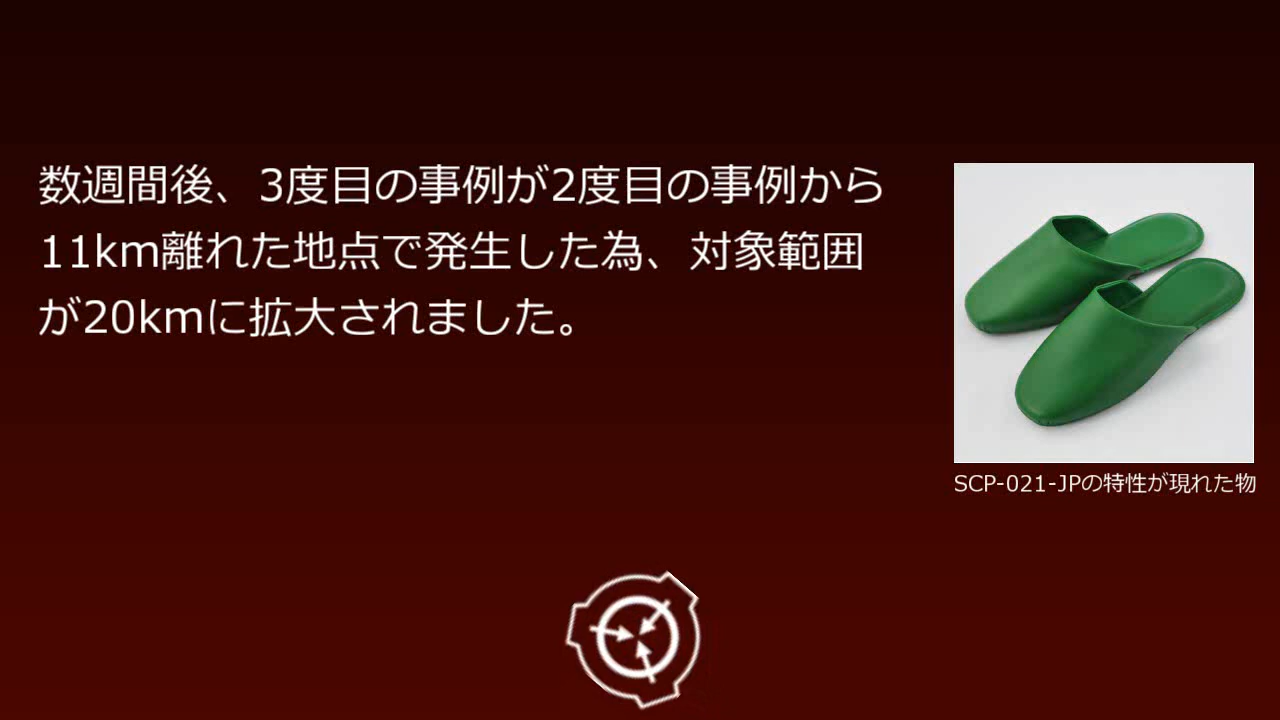 数週間後、3度目の事例が2度目の事例から
11km離れた地点で発生した為、対象範囲
が20kmに拡大されました。
SCP-021-JPの特性が現れた物